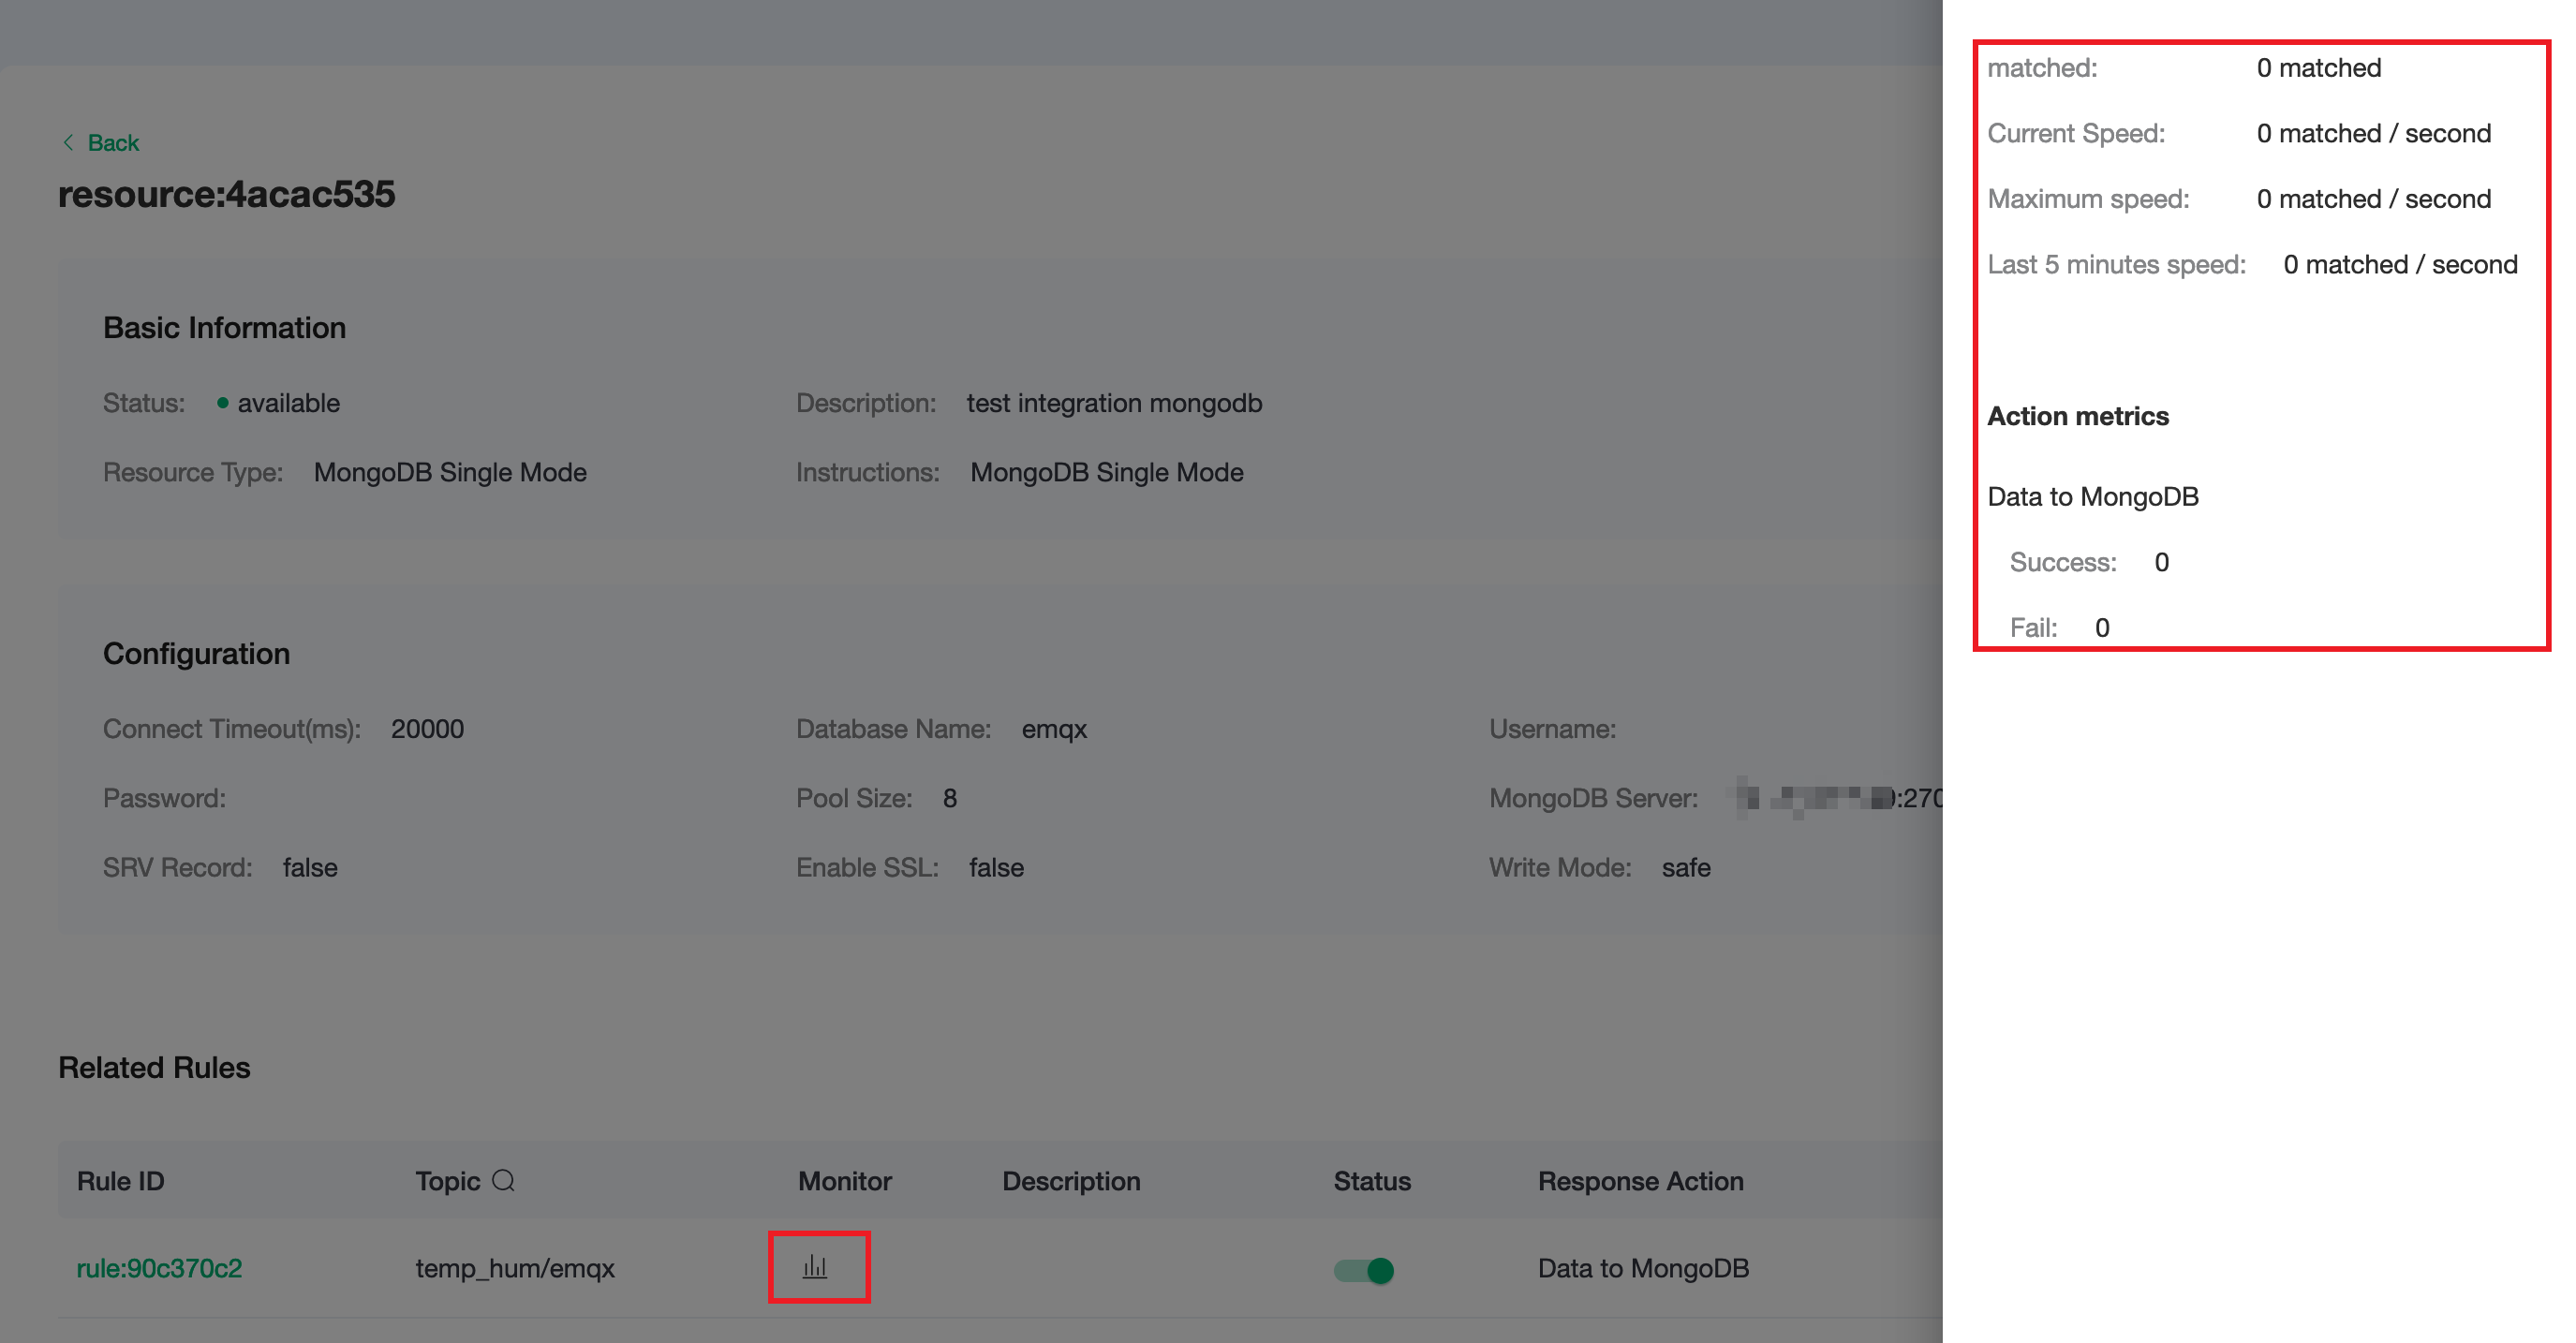 Back
resource:4acac535
Basic Information
Status: available Description: test integration mongodb
Resource Type: MongoDB Single Mode Instructions: MongoDB Single Mode
Configuration
Connect Timeout(ms): 20000 Database Name: emqx Username:
Password: Pool Size: 8 MongoDB Server: :270
SRV Record: false Enable SSL: false Write Mode: safe
Related Rules
Rule ID Topic Monitor Description Status Response Action
rule:90c370c2 temp_hum/emqx Data to MongoDB
matched: 0 matched
Current Speed: 0 matched / second
Maximum speed: 0 matched / second
Last 5 minutes speed: 0 matched / second
Action metrics
Data to MongoDB
Success: 0
Fail: 0